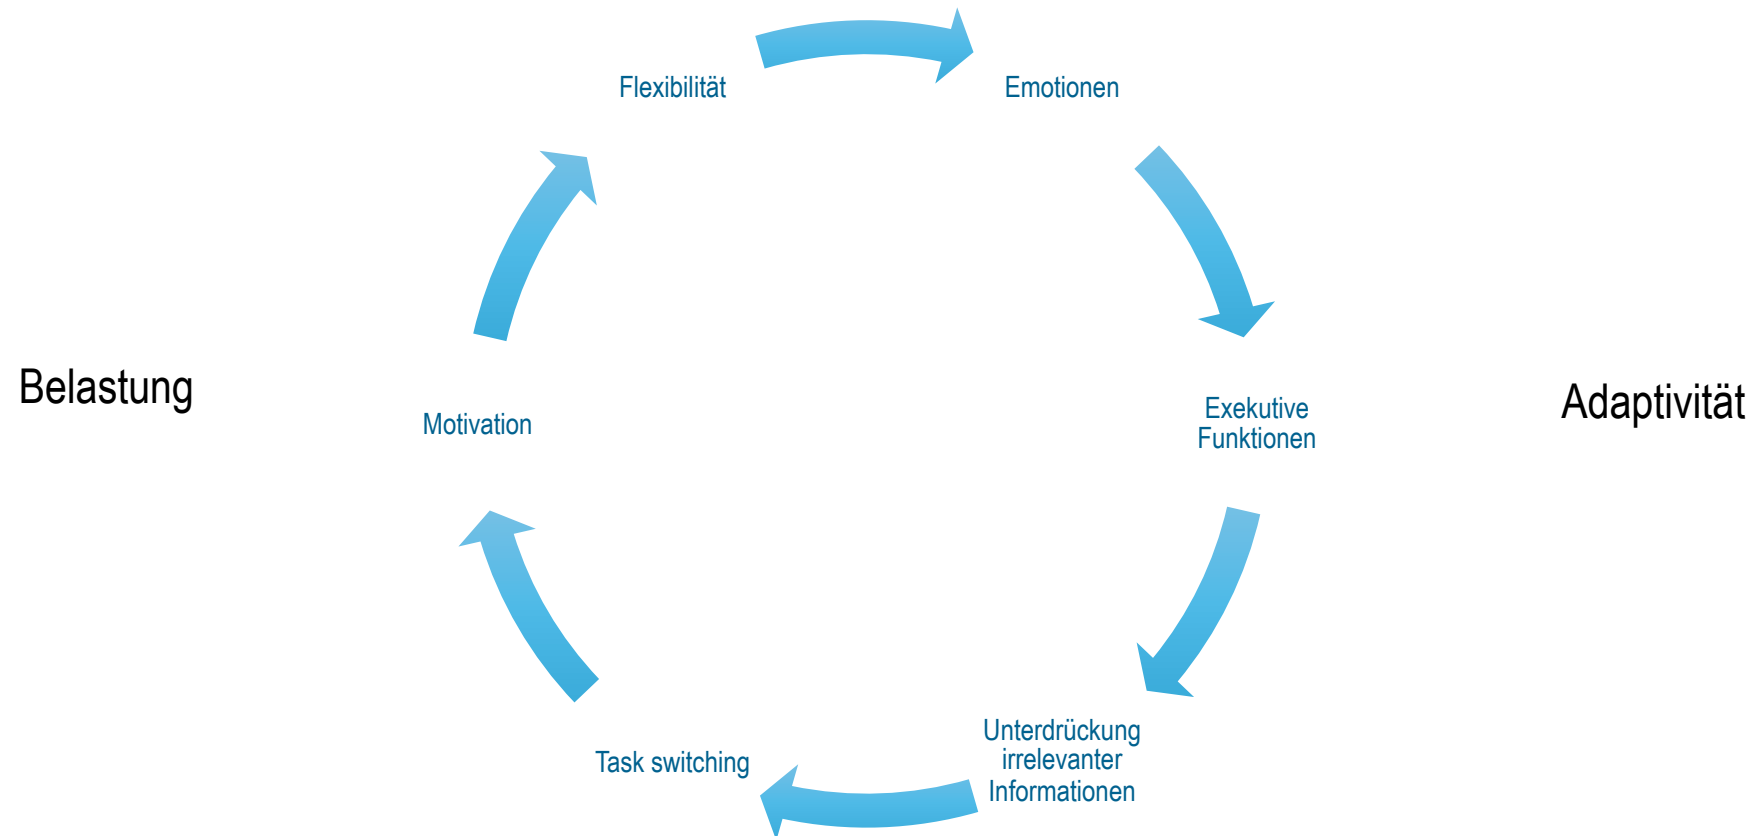 Flexibilität
Emotionen
Belastung
Motivation
Exekutive
Funktionen
Adaptivität
Task switching
Unterdrückung
irrelevanter
Informationen